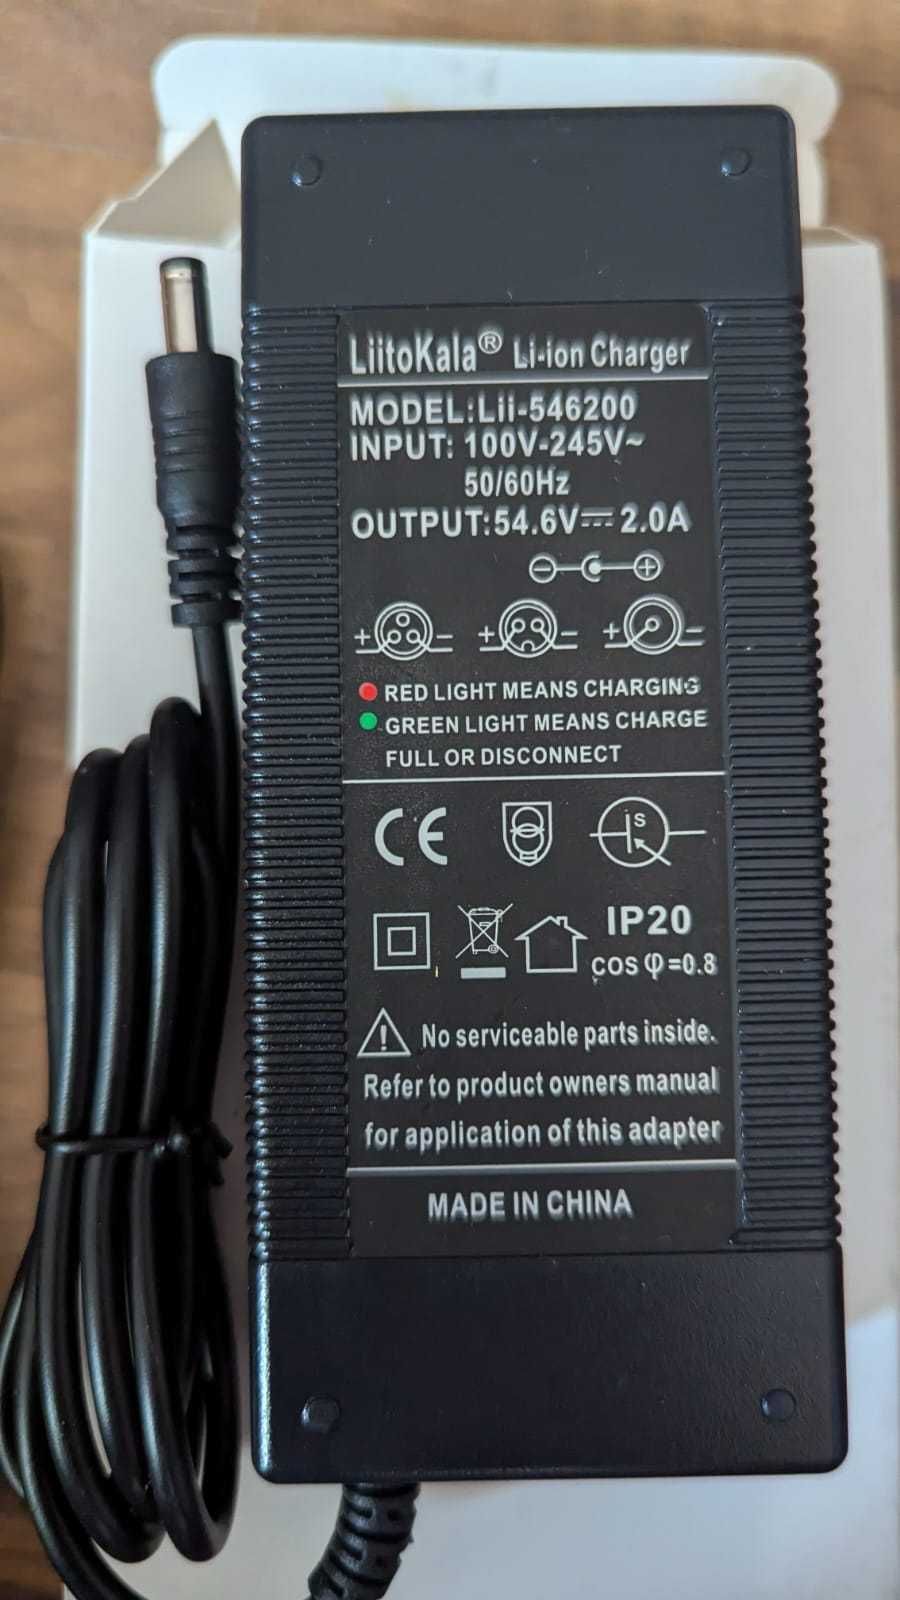 LiitoKala® Li-ion Charger
MODEL:Lii-546200
INPUT: 100V-245V~
50/60Hz
OUTPUT:54.6V⎓2.0A
- +
+ - + - + -
RED LIGHT MEANS CHARGING
GREEN LIGHT MEANS CHARGE
FULL OR DISCONNECT
CE
S
IP20
cos φ=0.8
! No serviceable parts inside.
Refer to product owners manual
for application of this adapter
MADE IN CHINA